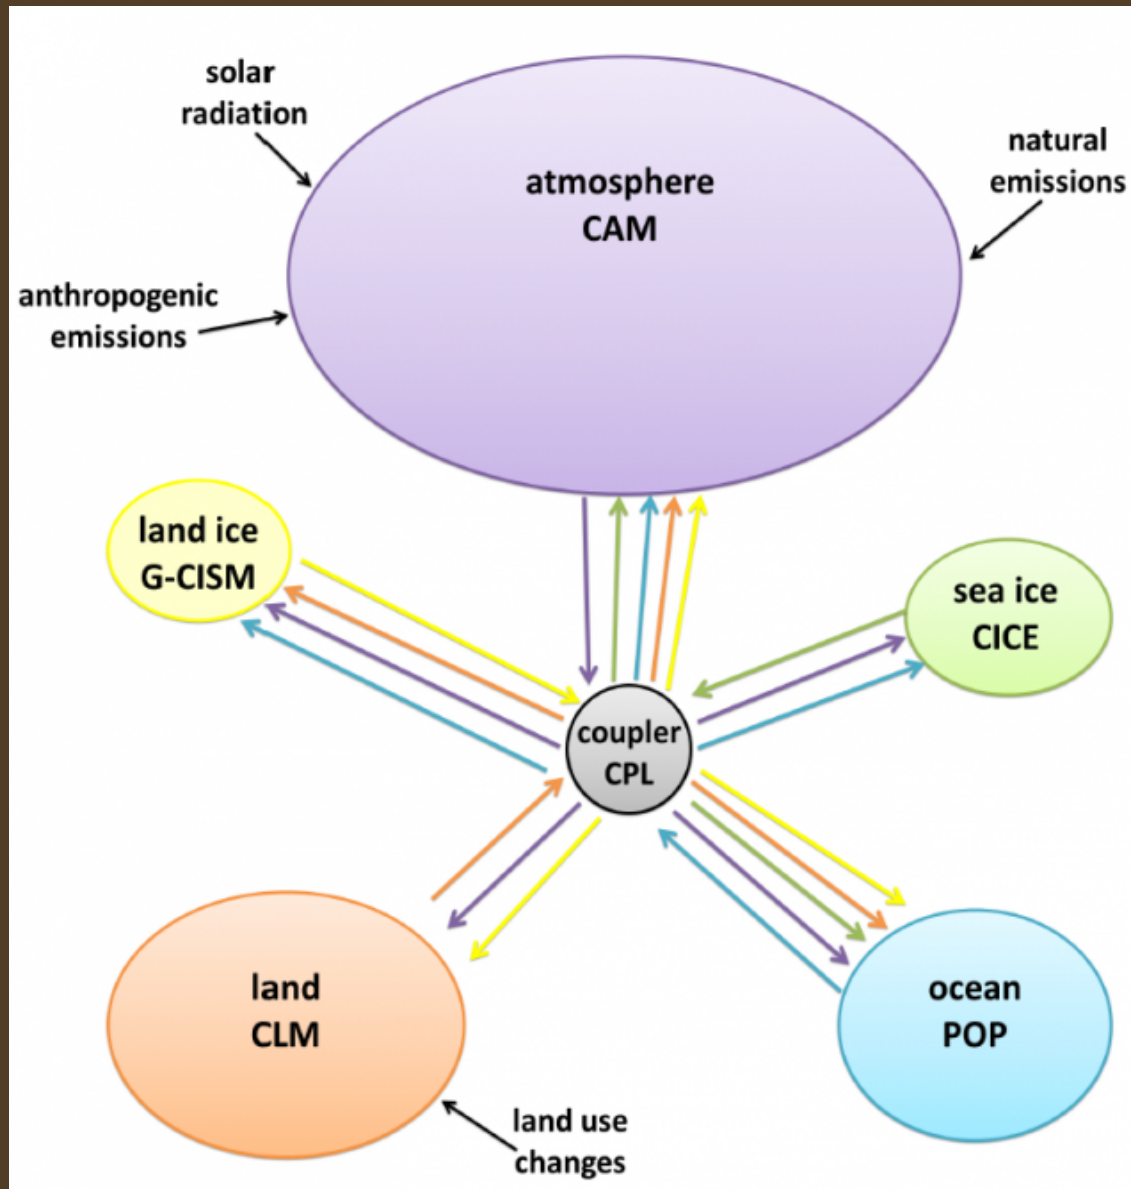 solar
radiation
natural
emissions
atmosphere
CAM
anthropogenic
emissions
land ice
G-CISM
sea ice
CICE
coupler
CPL
land
CLM
ocean
POP
land use
changes